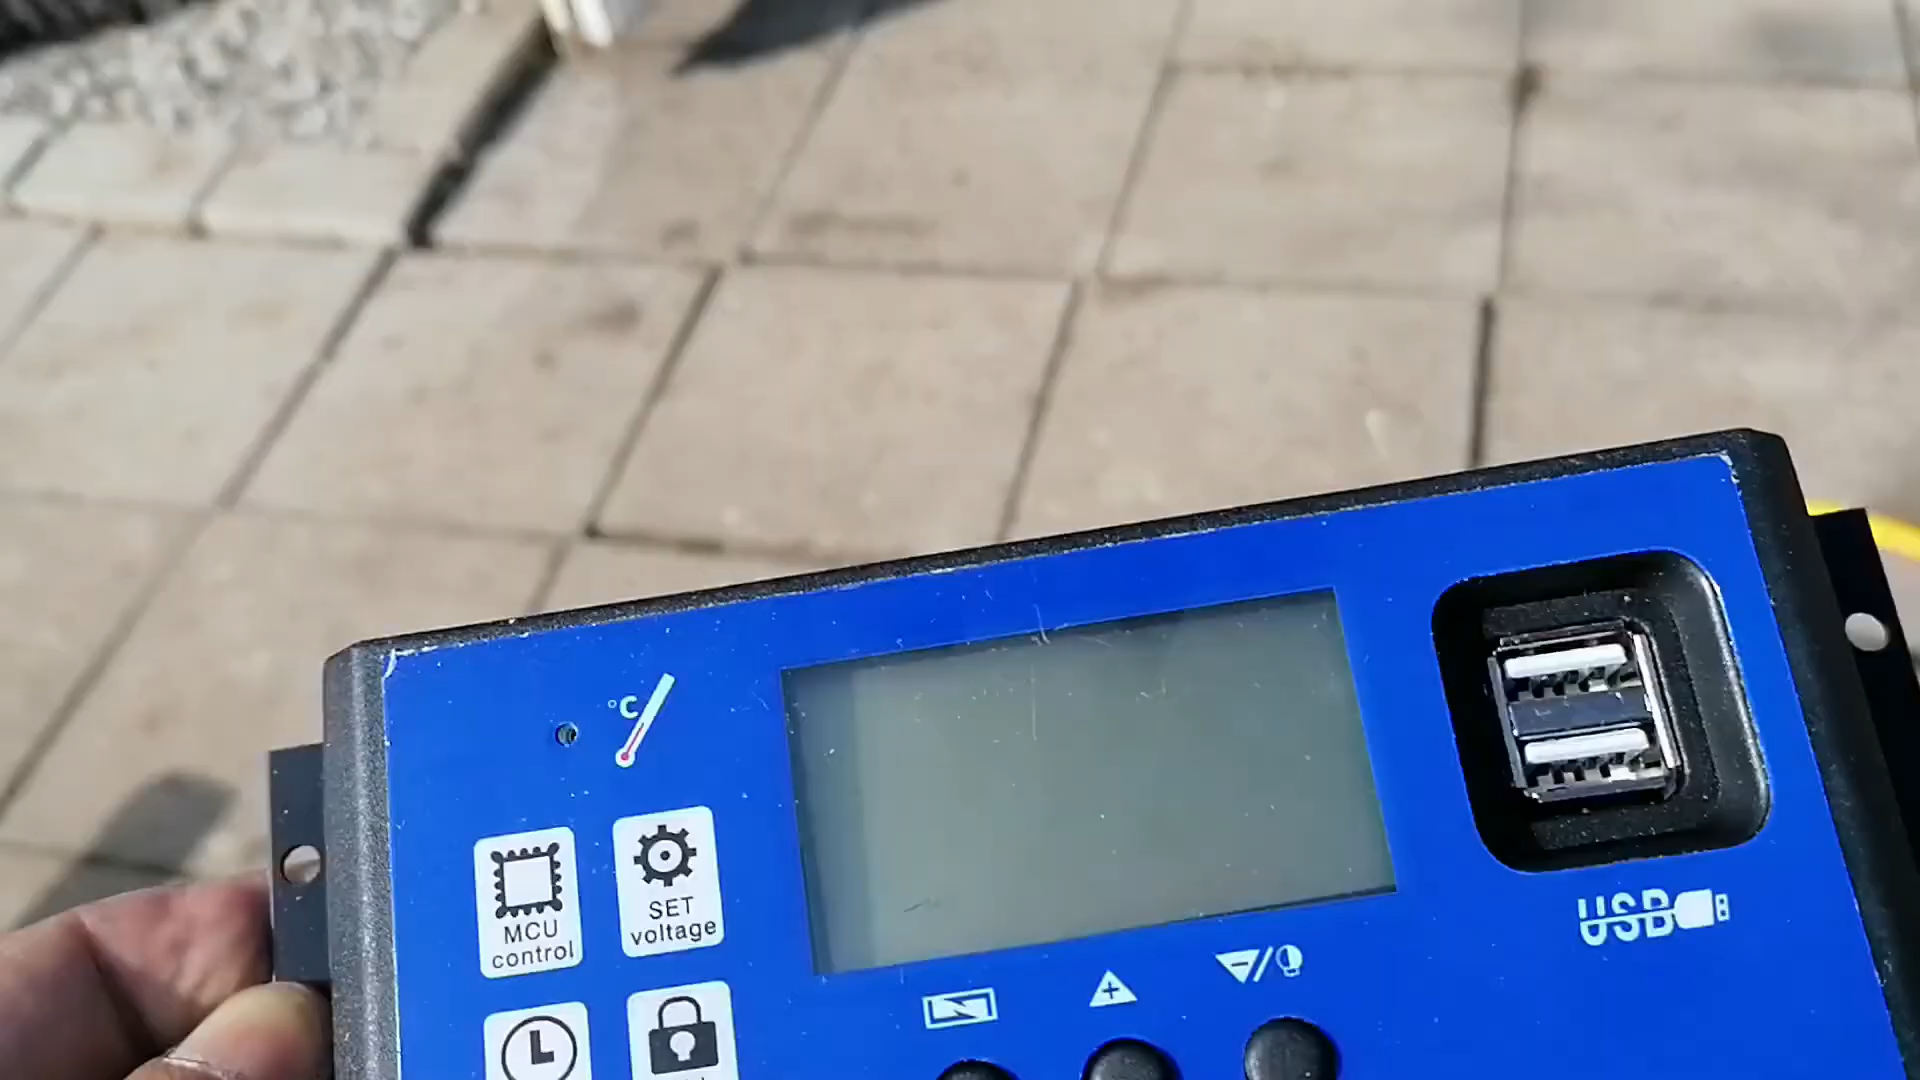 °C
MCU
control
SET
voltage
USB